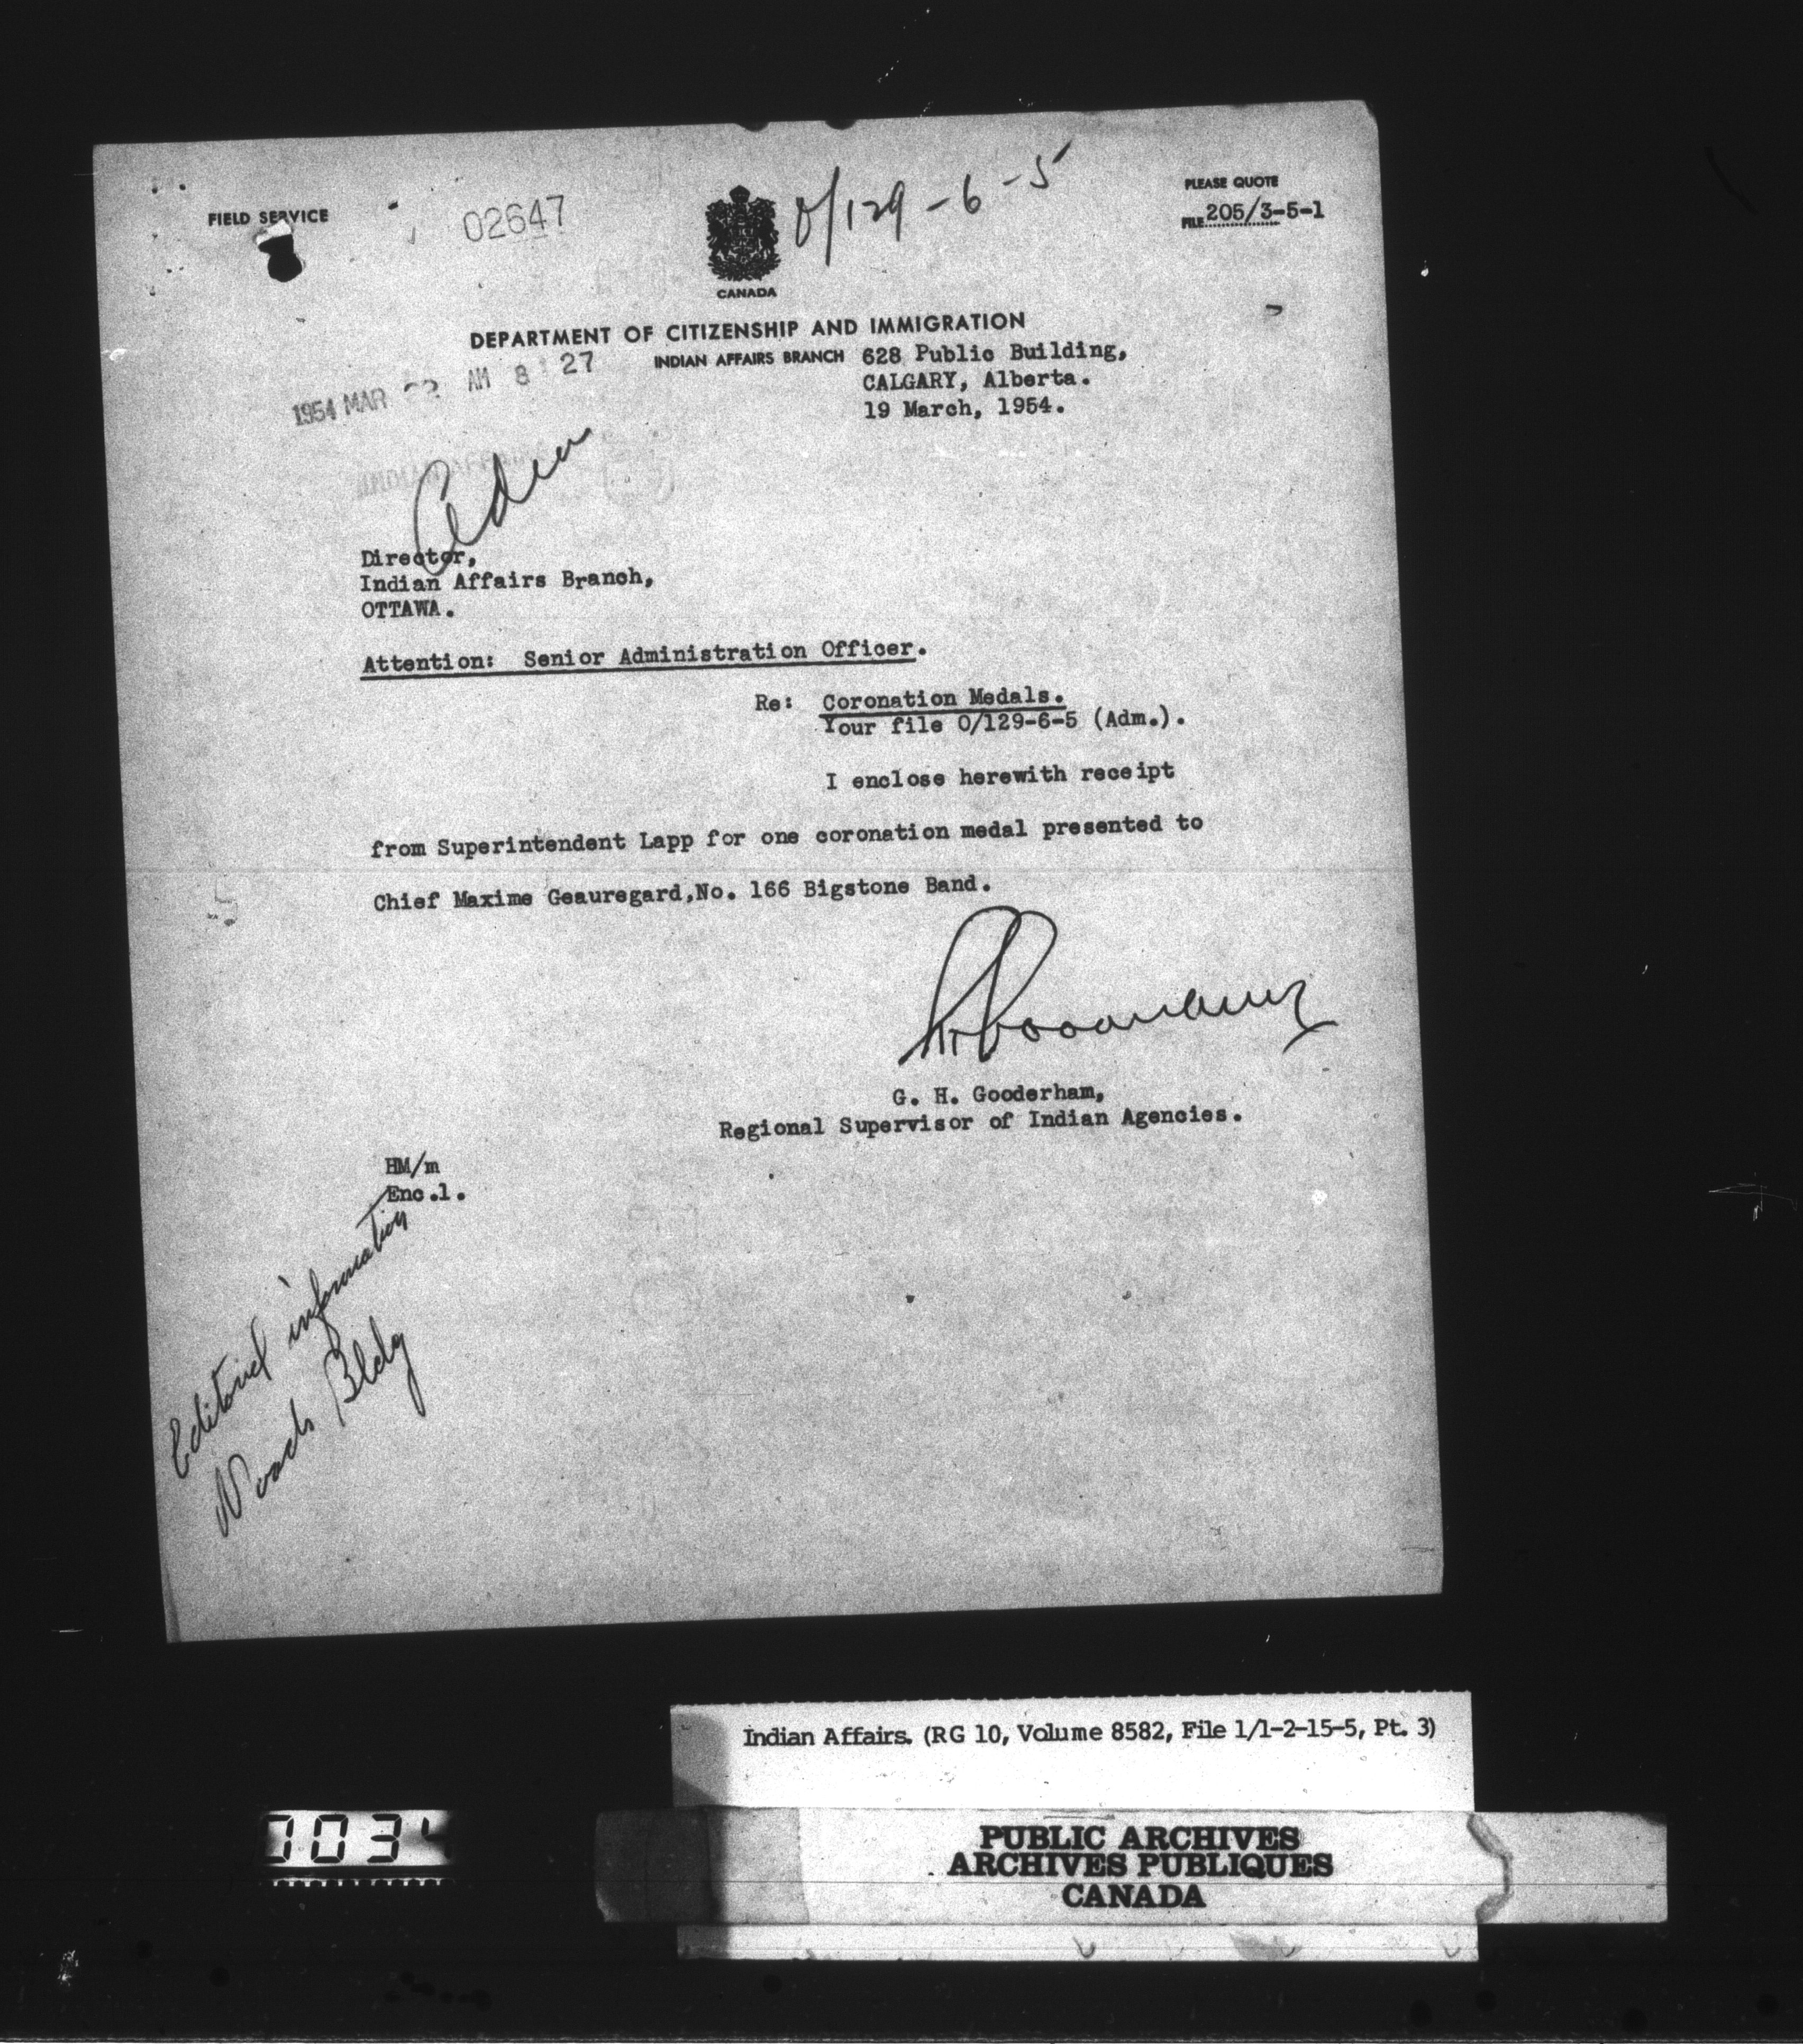 FIELD SERVICE
02647
0/129-6-5
PLEASE QUOTE
FILE 205/3-5-1
CANADA
DEPARTMENT OF CITIZENSHIP AND IMMIGRATION
INDIAN AFFAIRS BRANCH
628 Public Building,
CALGARY, Alberta.
19 March, 1954.
1954 MAR 22 AM 8 27
INDIAN AFFAIRS
Adm
Director,
Indian Affairs Branch,
OTTAWA.
Attention: Senior Administration Officer.
Re: Coronation Medals.
Your file 0/129-6-5 (Adm.).
I enclose herewith receipt
from Superintendent Lapp for one coronation medal presented to
Chief Maxime Geauregard,No. 166 Bigstone Band.
G. H. Gooderham,
Regional Supervisor of Indian Agencies.
HM/m
Enc.1.
Editorial information
Woods Bldg
Indian Affairs. (RG 10, Volume 8582, File 1/1-2-15-5, Pt. 3)
PUBLIC ARCHIVES
ARCHIVES PUBLIQUES
CANADA